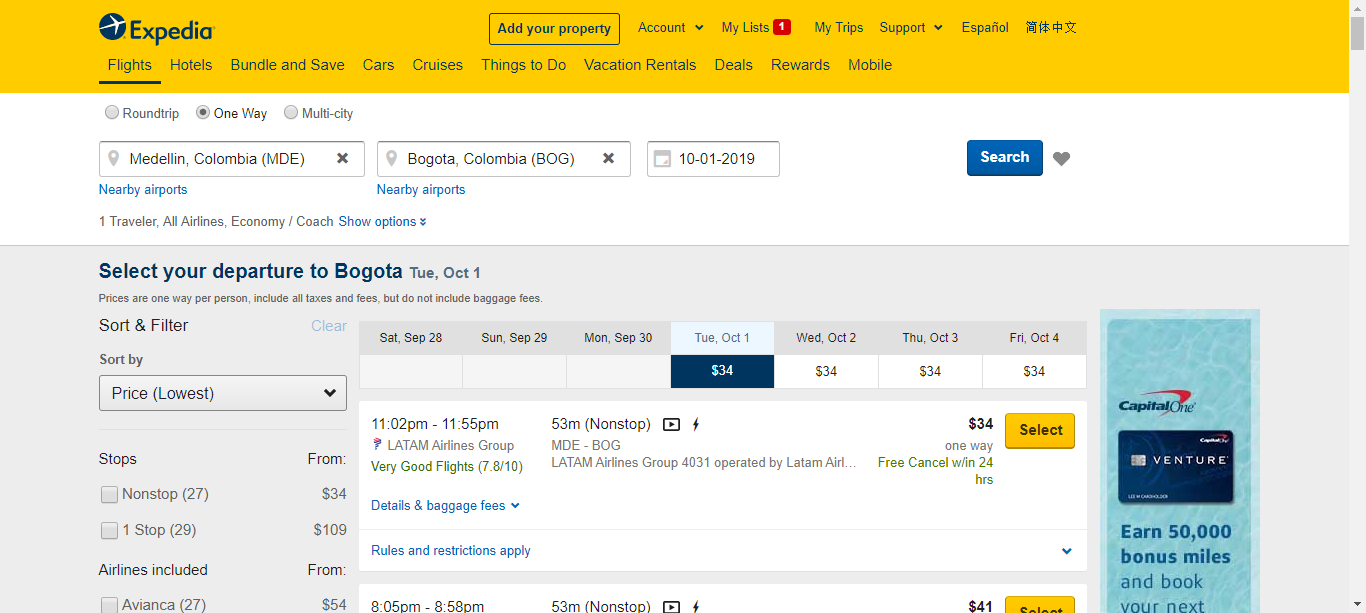 Expedia
Add your property
Account
My Lists 1
My Trips
Support
Español
简体中文
Flights
Hotels
Bundle and Save
Cars
Cruises
Things to Do
Vacation Rentals
Deals
Rewards
Mobile
Roundtrip
One Way
Multi-city
Medellin, Colombia (MDE)
Bogota, Colombia (BOG)
10-01-2019
Search
Nearby airports
Nearby airports
1 Traveler, All Airlines, Economy / Coach Show options
Select your departure to Bogota Tue, Oct 1
Prices are one way per person, include all taxes and fees, but do not include baggage fees.
Sort & Filter
Clear
Sort by
Price (Lowest)
Stops From:
Nonstop (27) $34
1 Stop (29) $109
Airlines included From:
Avianca (27) $54
Sat, Sep 28
Sun, Sep 29
Mon, Sep 30
Tue, Oct 1
Wed, Oct 2
Thu, Oct 3
Fri, Oct 4
$34
$34
$34
$34
11:02pm - 11:55pm
LATAM Airlines Group
Very Good Flights (7.8/10)
53m (Nonstop)
MDE - BOG
LATAM Airlines Group 4031 operated by Latam Airl...
$34
one way
Free Cancel w/in 24
hrs
Select
Details & baggage fees
Rules and restrictions apply
8:05pm - 8:58pm
53m (Nonstop)
$41
Select
Capital One
Capital One
VENTURE
LEE M CARDHOLDER
Earn 50,000
bonus miles
and book
your next